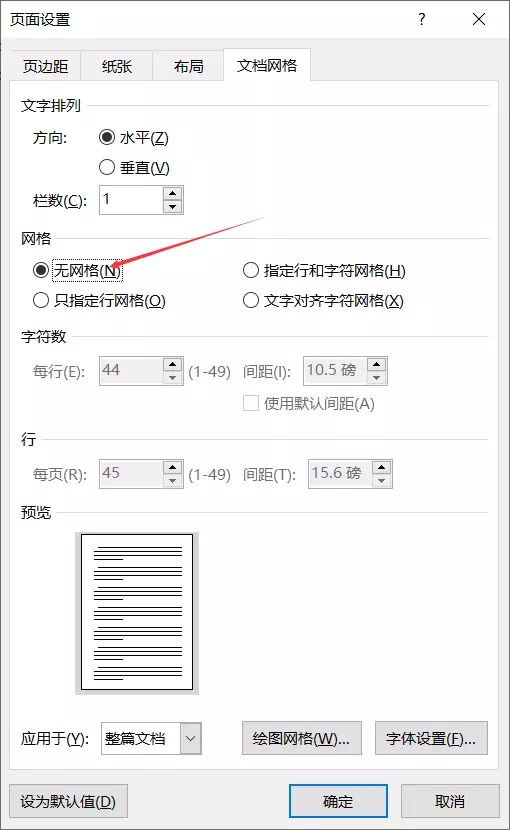 页面设置 ?
页边距 纸张 布局 文档网格
文字排列
方向: 水平(Z)
垂直(V)
栏数(C): 1
网格
无网格(N) 指定行和字符网格(H)
只指定行网格(O) 文字对齐字符网格(X)
字符数
每行(E): 44 (1-49) 间距(I): 10.5 磅
使用默认间距(A)
行
每页(R): 45 (1-49) 间距(T): 15.6 磅
预览
应用于(Y): 整篇文档 绘图网格(W)... 字体设置(F)...
设为默认值(D) 确定 取消